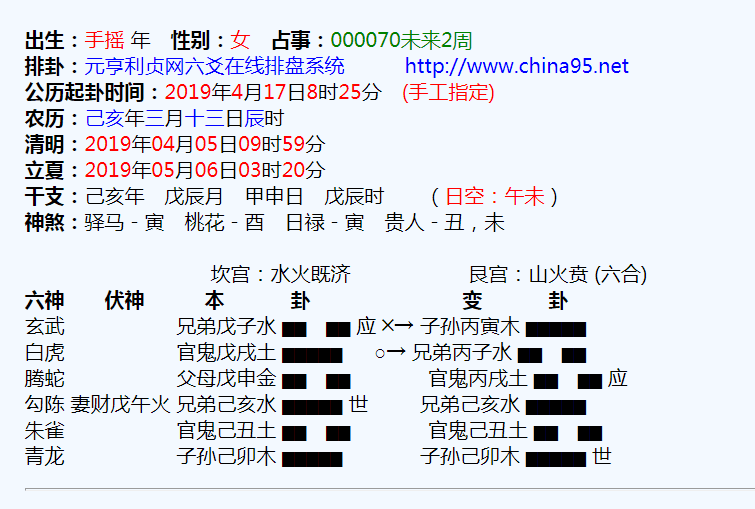 出生：手摇 年 性别：女 占事：000070未来2周
排卦：元亨利贞网六爻在线排盘系统 http://www.china95.net
公历起卦时间：2019年4月17日8时25分 (手工指定)
农历：己亥年三月十三日辰时
清明：2019年04月05日09时59分
立夏：2019年05月06日03时20分
干支：己亥年 戊辰月 甲申日 戊辰时 （日空：午未）
神煞：驿马－寅 桃花－酉 日禄－寅 贵人－丑，未
坎宫：水火既济 艮宫：山火贲 (六合)
六神 伏神 本 卦 变 卦
玄武 兄弟戊子水 应 ×→ 子孙丙寅木
白虎 官鬼戊戌土 ○→ 兄弟丙子水
腾蛇 父母戊申金 官鬼丙戌土 应
勾陈 妻财戊午火 兄弟己亥水 世 兄弟己亥水
朱雀 官鬼己丑土 官鬼己丑土
青龙 子孙己卯木 子孙己卯木 世